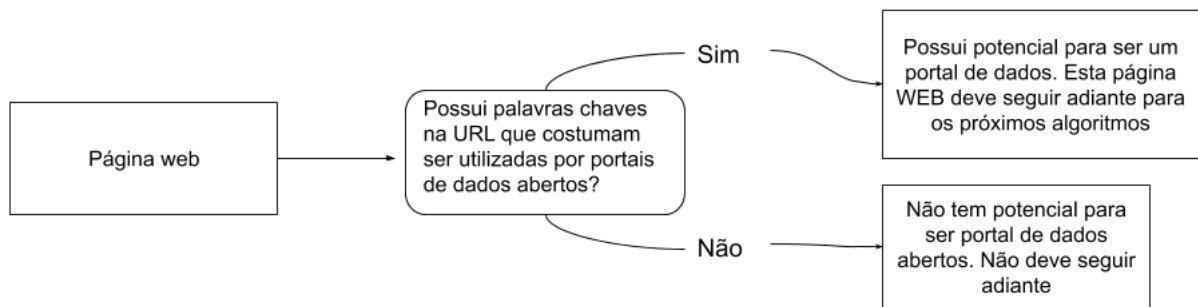 Página web
Possui palavras chaves
na URL que costumam
ser utilizadas por portais
de dados abertos?
Sim
Possui potencial para ser um
portal de dados. Esta página
WEB deve seguir adiante para
os próximos algoritmos
Não
Não tem potencial para
ser portal de dados
abertos. Não deve seguir
adiante